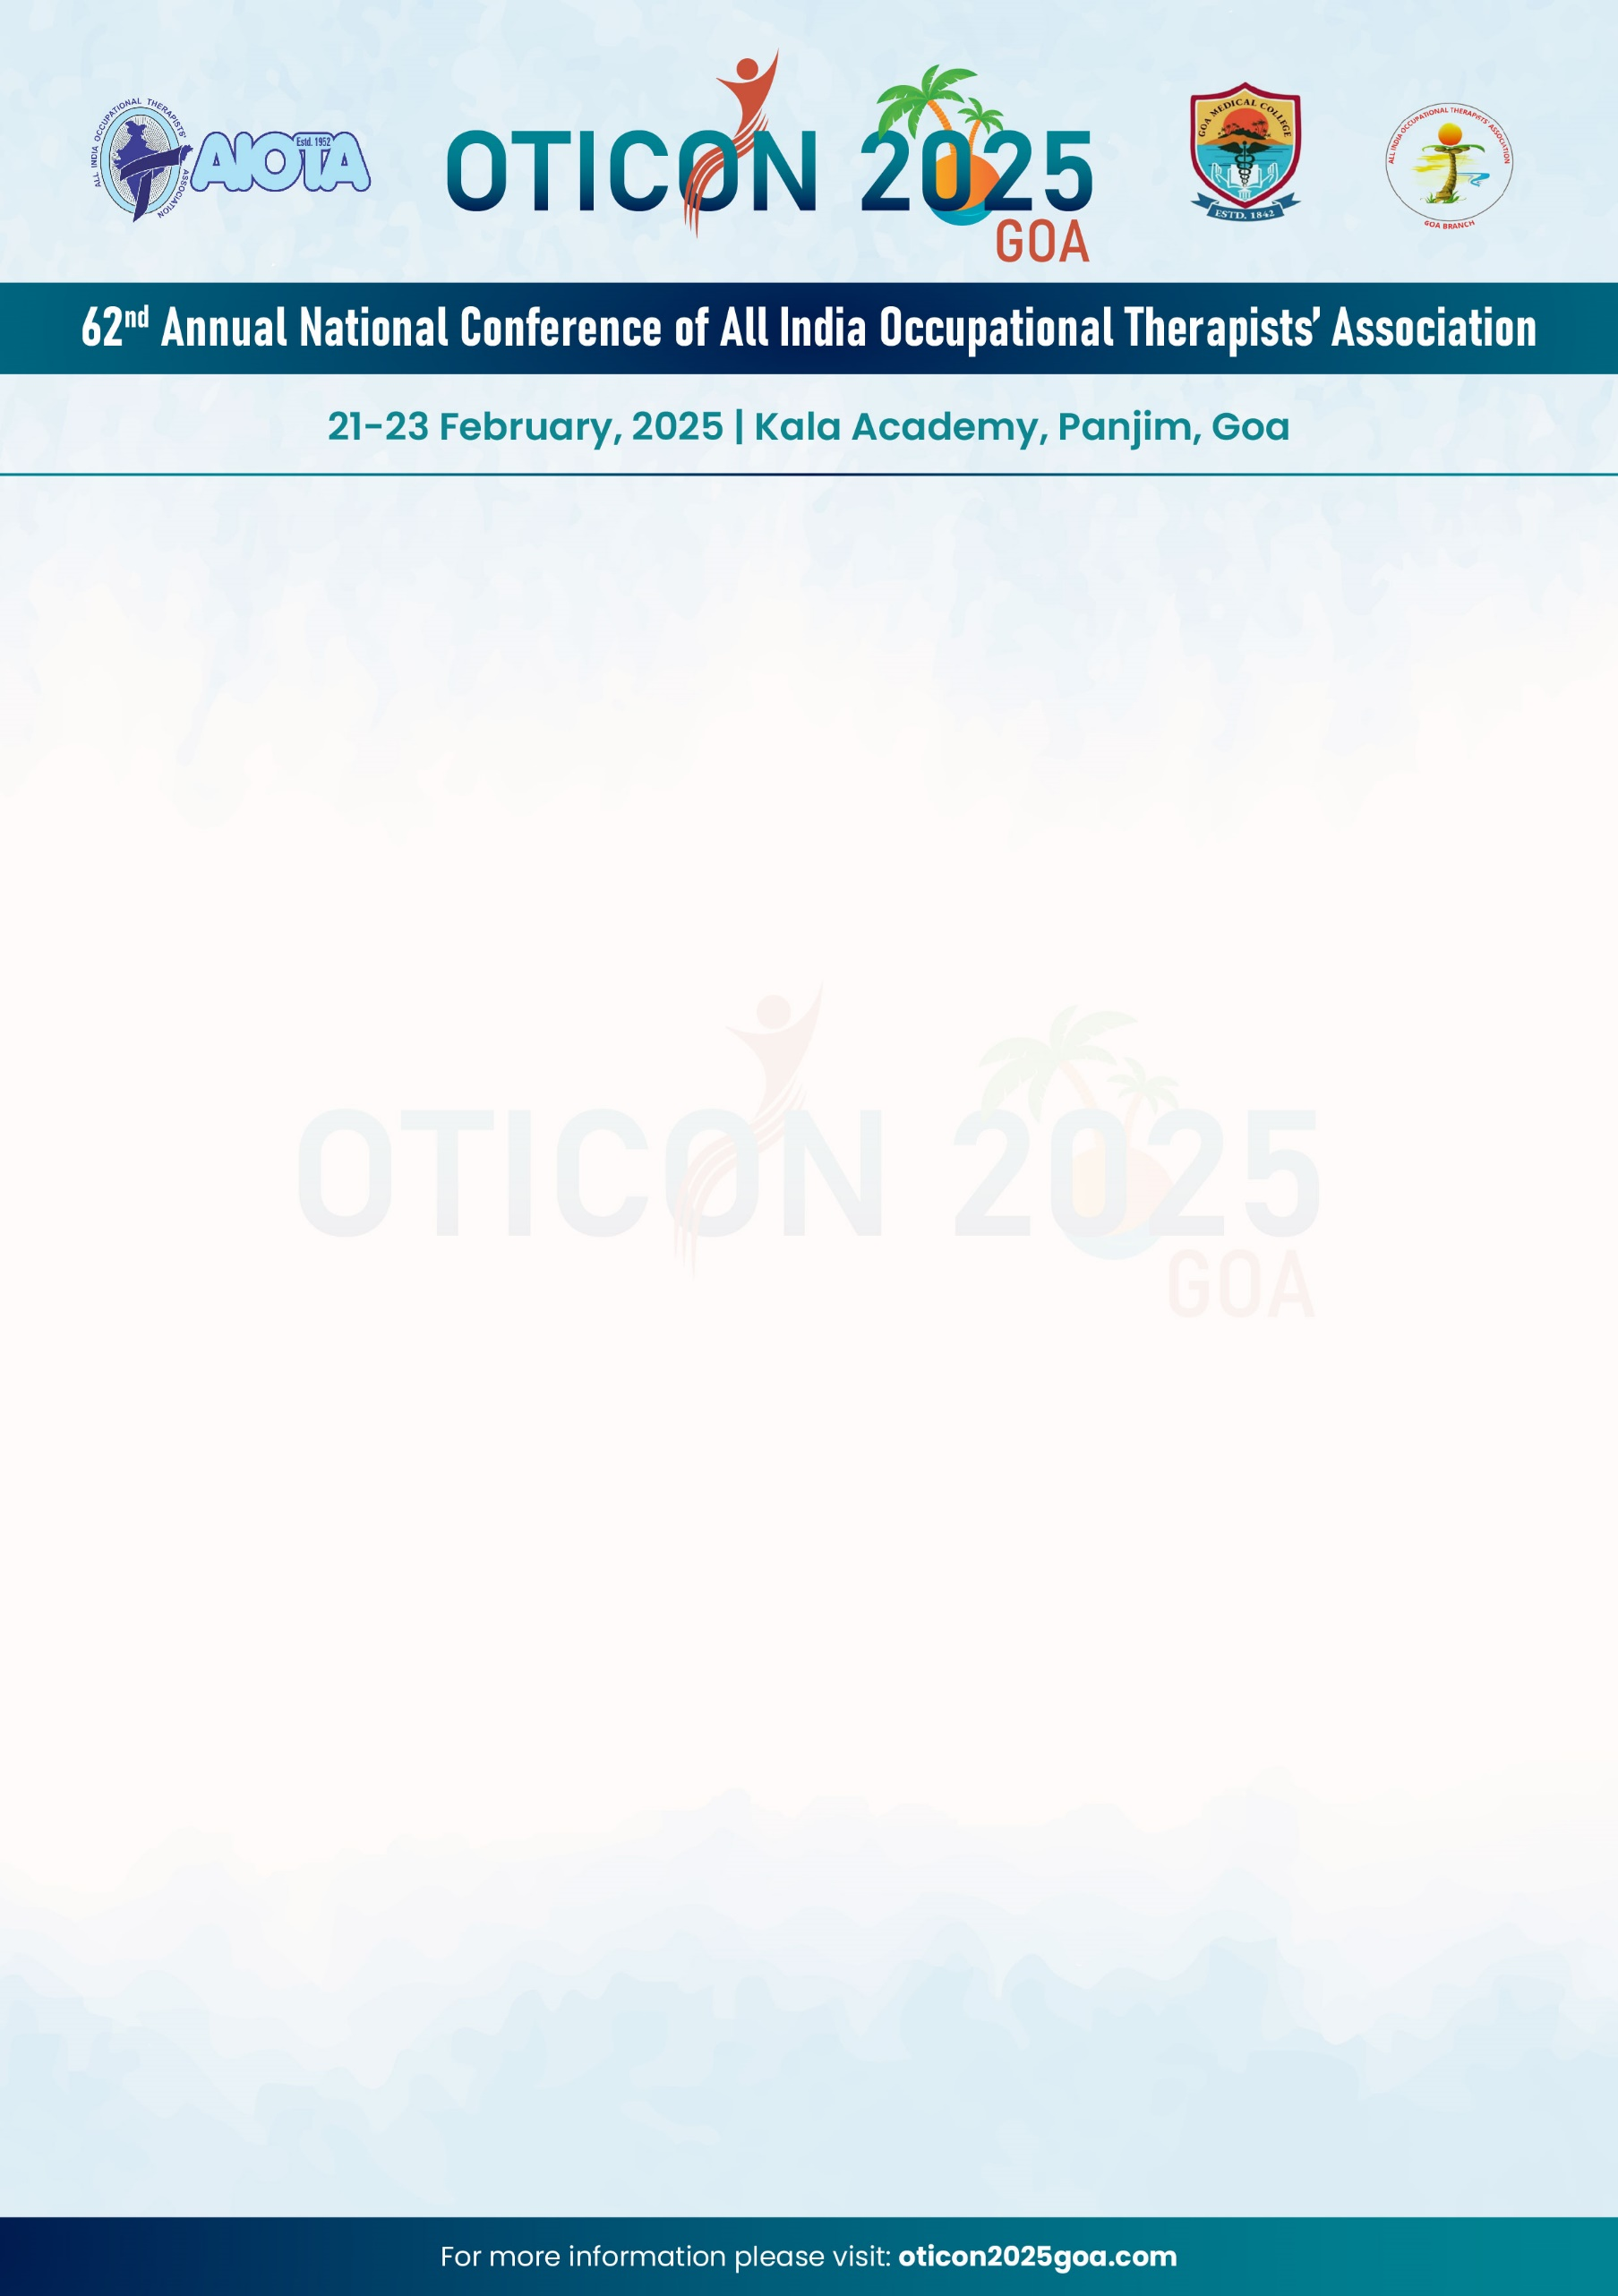 ALL INDIA OCCUPATIONAL THERAPISTS' ASSOCIATION
Estd. 1952
AIOTA
OTICON 2025
GOA
GOA MEDICAL COLLEGE
ESTD. 1842
ALL INDIA OCCUPATIONAL THERAPISTS' ASSOCIATION
GOA BRANCH
62nd Annual National Conference of All India Occupational Therapists’ Association
21-23 February, 2025 | Kala Academy, Panjim, Goa
OTICON 2025
GOA
For more information please visit: oticon2025goa.com